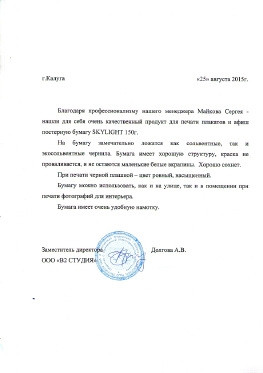 г.Калуга «25» августа 2015г.
Благодаря профессионализму нашего менеджера Майкова Сергея -
нашли для себя очень качественный продукт для печати плакатов и афиш
постерную бумагу SKYLIGHT 150г.
На бумагу замечательно ложатся как сольвентные, так и
экосольвентные чернила. Бумага имеет хорошую структуру, краска не
проваливается, и не остаются маленькие белые вкрапины. Хорошо сохнет.
При печати черной плашкой – цвет ровный, насыщенный.
Бумагу можно использовать, как и на улице, так и в помещении при
печати фотографий для интерьера.
Бумага имеет очень удобную намотку.
Заместитель директора Долгова А.В.
ООО «В2 СТУДИЯ»